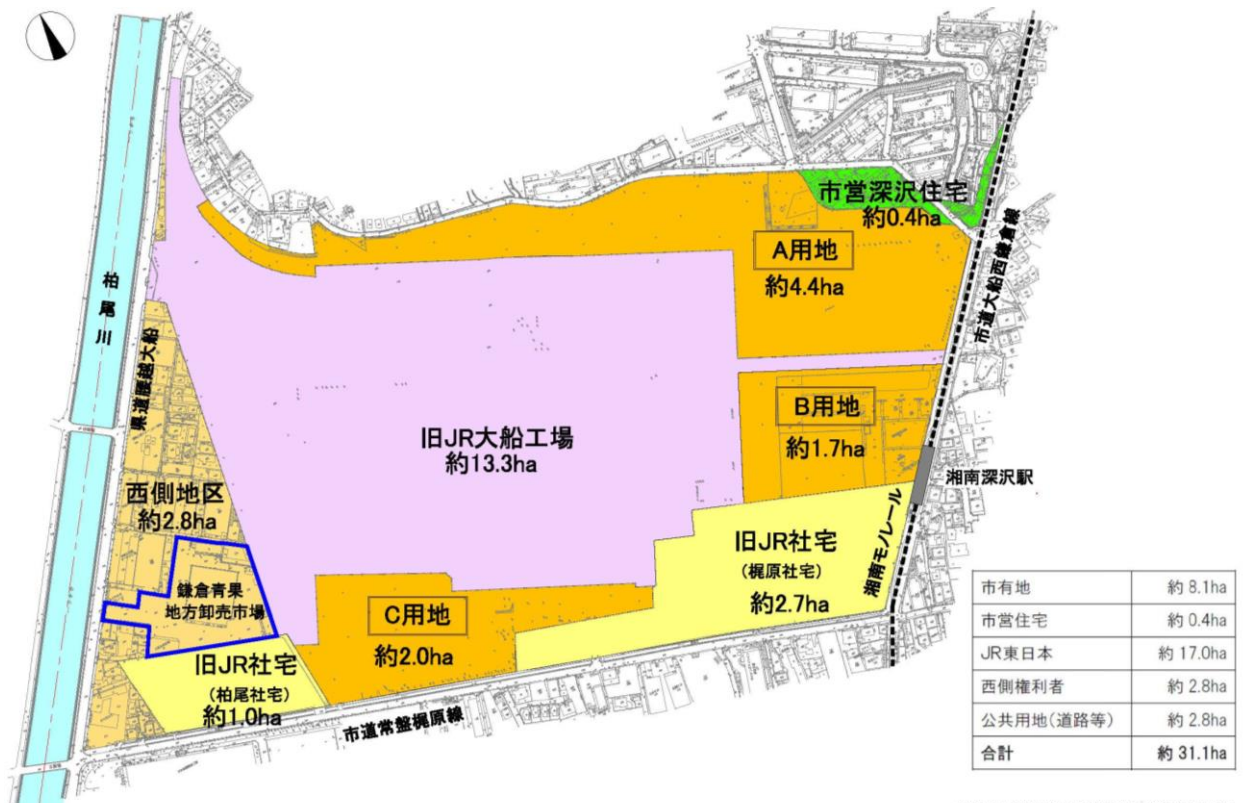 市営深沢住宅
約0.4ha
A用地
約4.4ha
市道大船西鎌倉線
柏尾川
県道腰越大船
B用地
約1.7ha
旧JR大船工場
約13.3ha
湘南深沢駅
西側地区
約2.8ha
湘南モノレール
旧JR社宅
(梶原社宅)
約2.7ha
鎌倉青果
地方卸売市場
C用地
約2.0ha
旧JR社宅
(柏尾社宅)
約1.0ha
市道常盤梶原線
市有地 約 8.1ha
市営住宅 約 0.4ha
JR東日本 約 17.0ha
西側権利者 約 2.8ha
公共用地(道路等) 約 2.8ha
合計 約 31.1ha